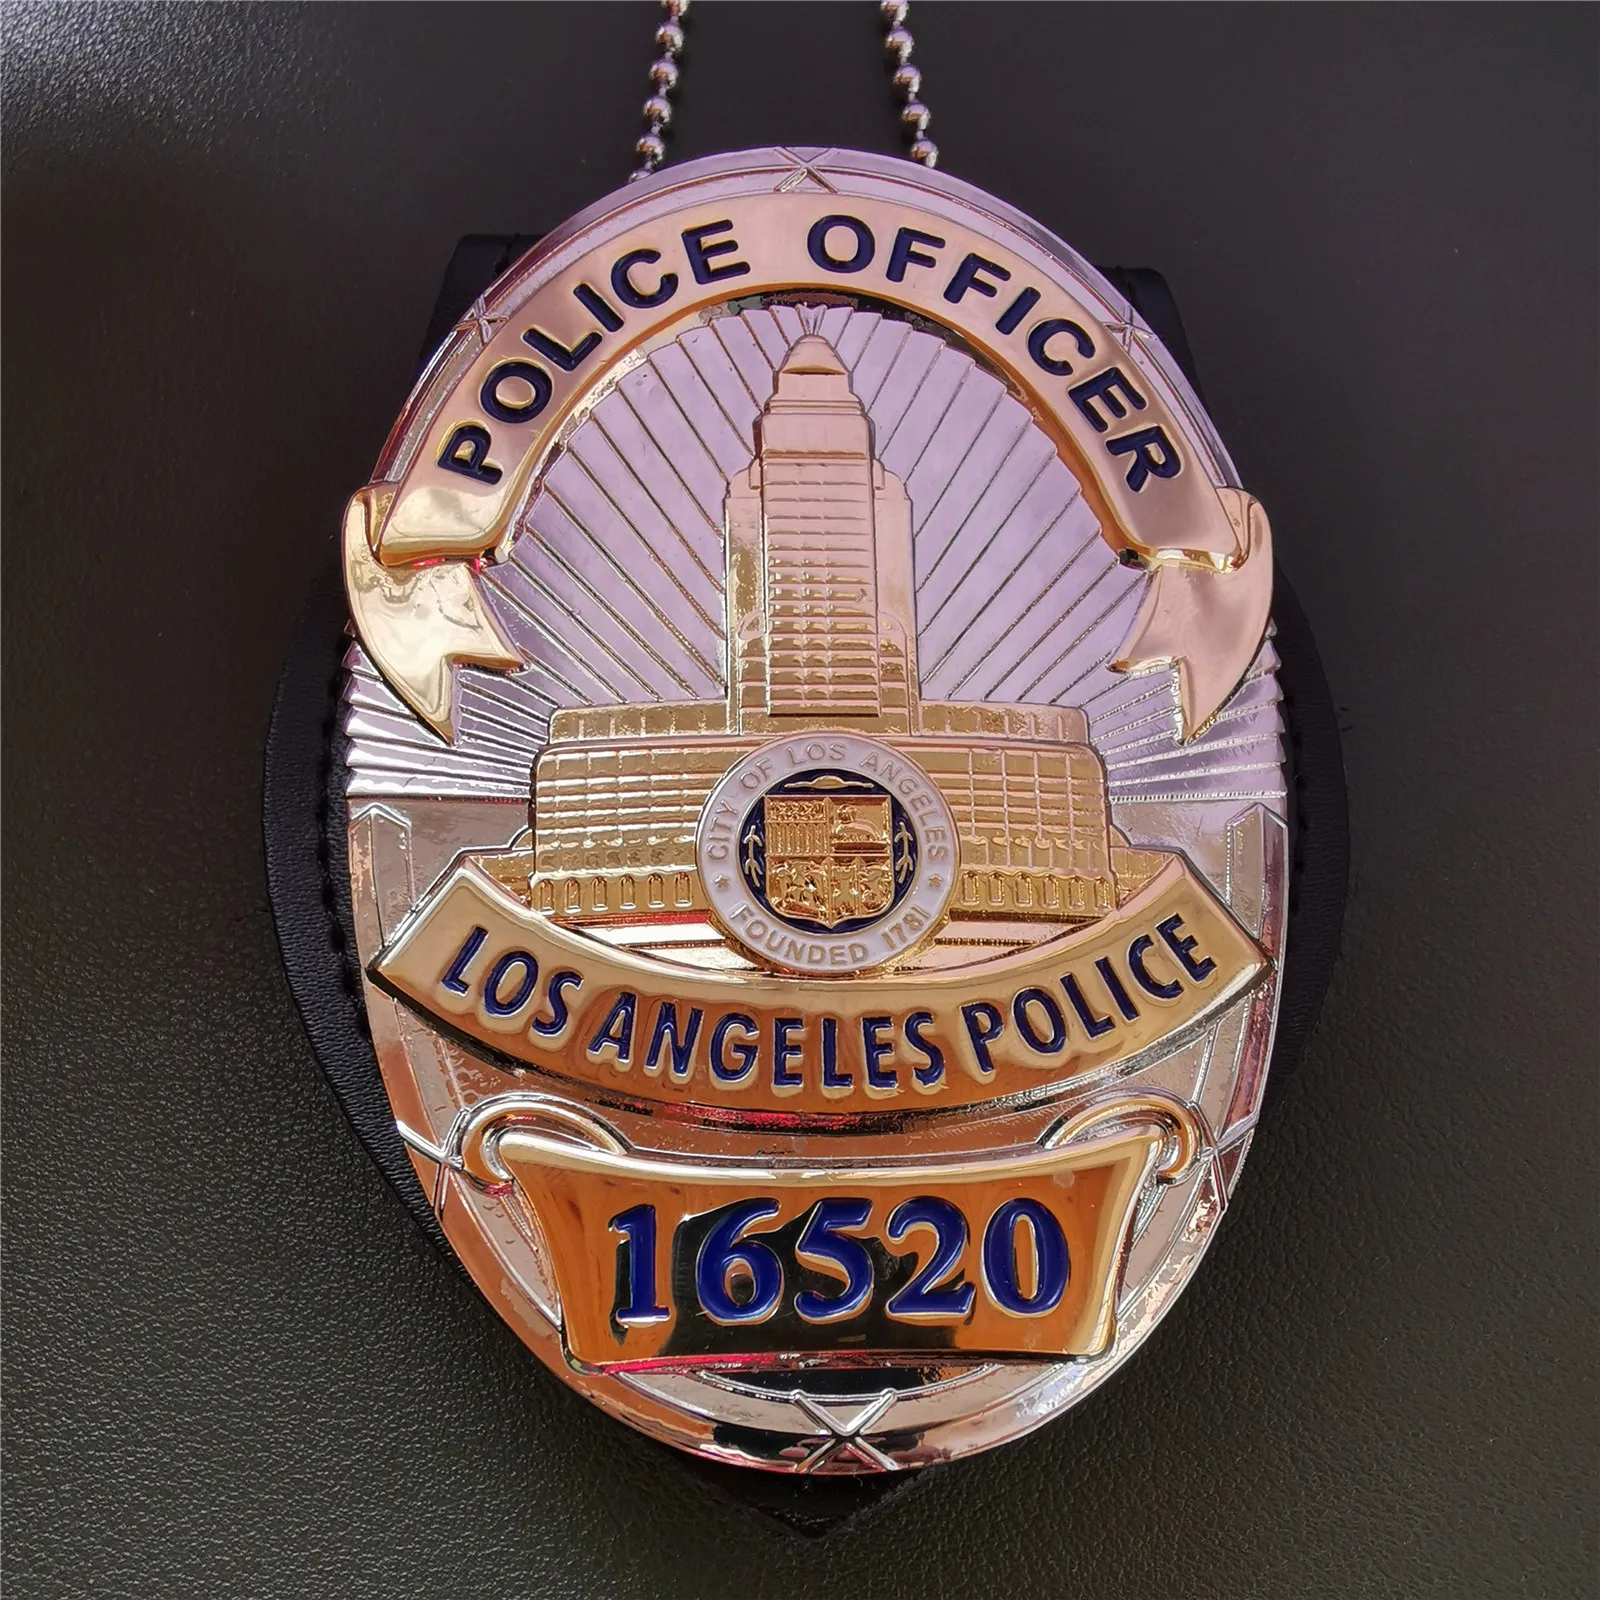 POLICE OFFICER
CITY OF LOS ANGELES
FOUNDED 1781
LOS ANGELES POLICE
16520